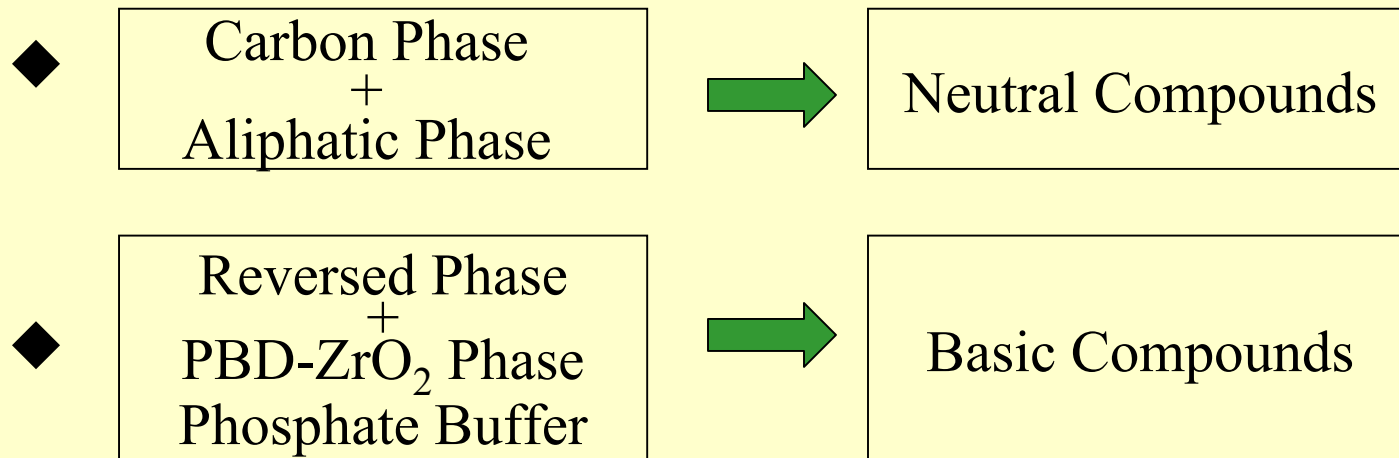 Carbon Phase
+
Aliphatic Phase
Neutral Compounds
Reversed Phase
+
PBD-ZrO₂ Phase
Phosphate Buffer
Basic Compounds